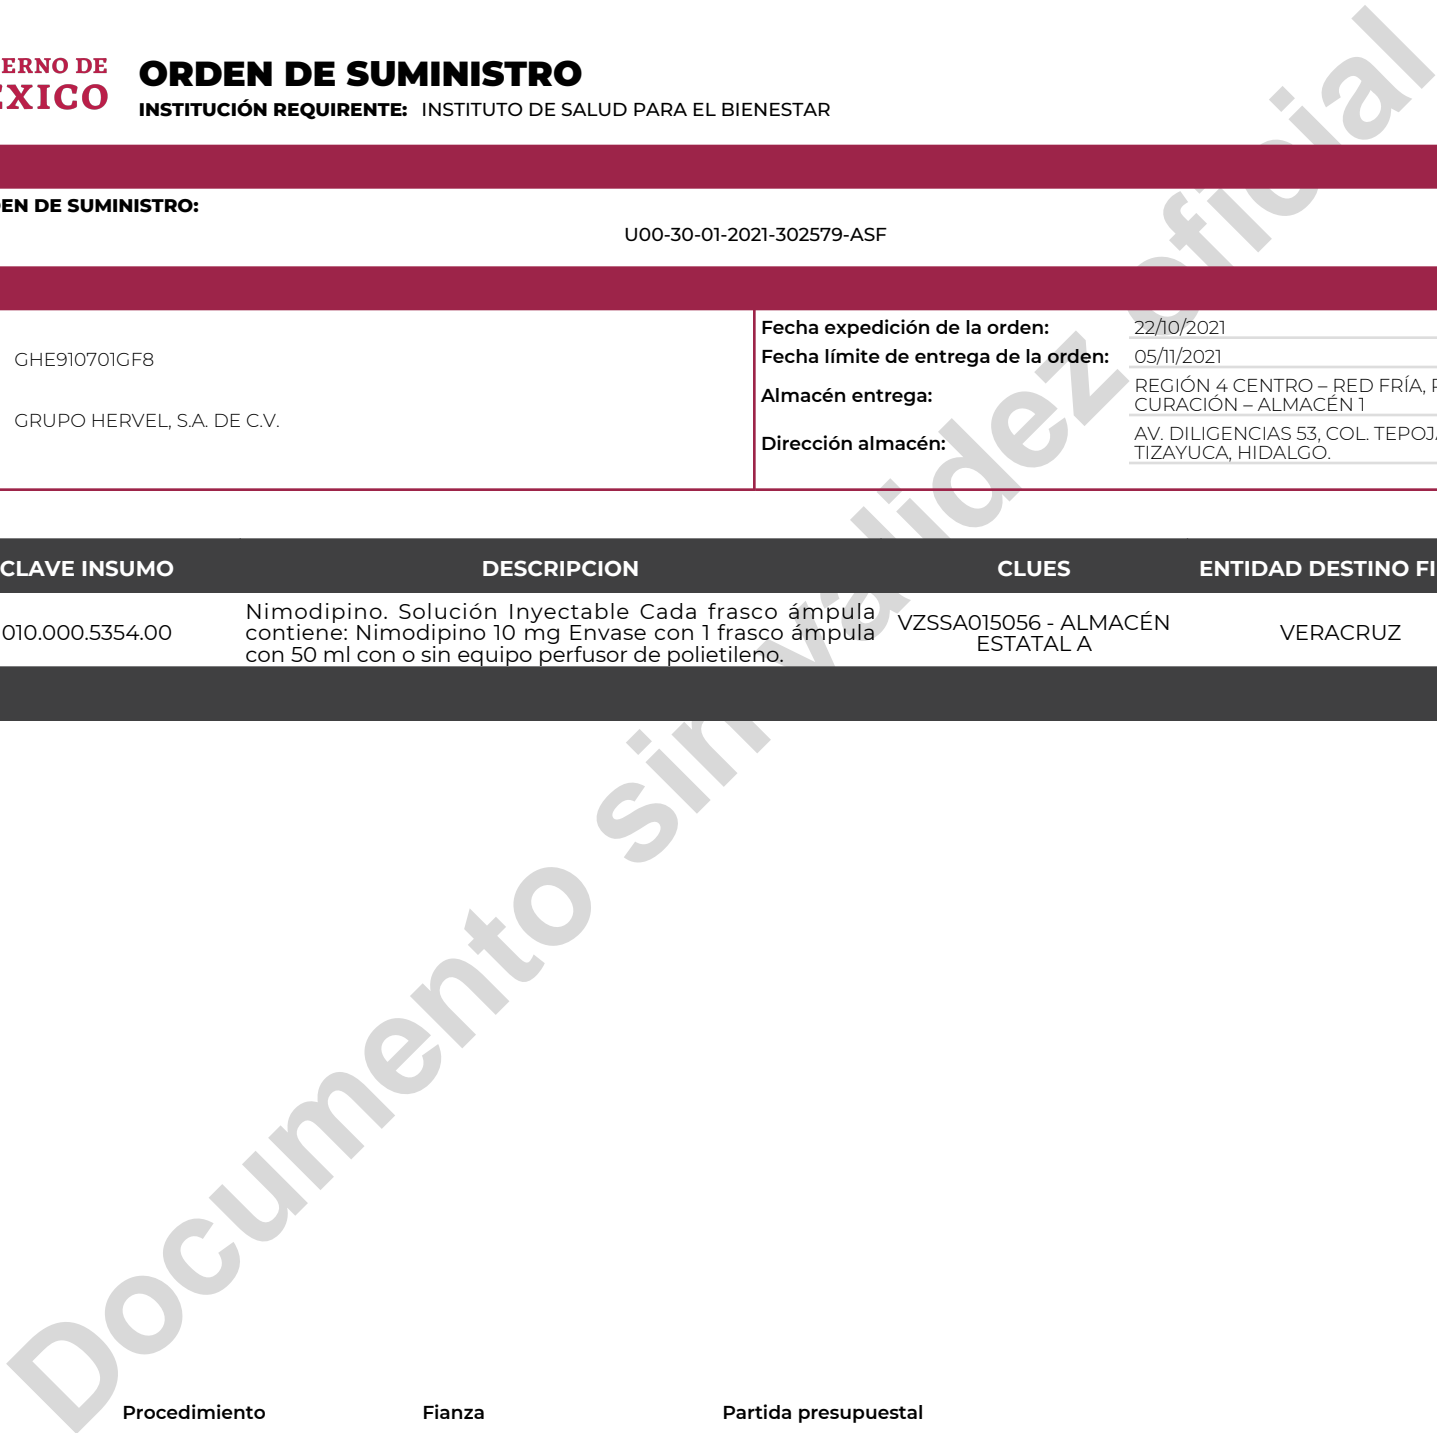 ERNO DE
EXICO
ORDEN DE SUMINISTRO
INSTITUCIÓN REQUIRENTE: INSTITUTO DE SALUD PARA EL BIENESTAR
EN DE SUMINISTRO:
U00-30-01-2021-302579-ASF
GHE910701GF8
GRUPO HERVEL, S.A. DE C.V.
Fecha expedición de la orden: 22/10/2021
Fecha límite de entrega de la orden: 05/11/2021
Almacén entrega: REGIÓN 4 CENTRO – RED FRÍA,
CURACIÓN – ALMACÉN 1
Dirección almacén: AV. DILIGENCIAS 53, COL. TEPOJ
TIZAYUCA, HIDALGO.
CLAVE INSUMO DESCRIPCION CLUES ENTIDAD DESTINO FI
010.000.5354.00
Nimodipino. Solución Inyectable Cada frasco ámpula
contiene: Nimodipino 10 mg Envase con 1 frasco ámpula
con 50 ml con o sin equipo perfusor de polietileno.
VZSSA015056 - ALMACÉN
ESTATAL A
VERACRUZ
Documento sin validez oficial
Procedimiento Fianza Partida presupuestal